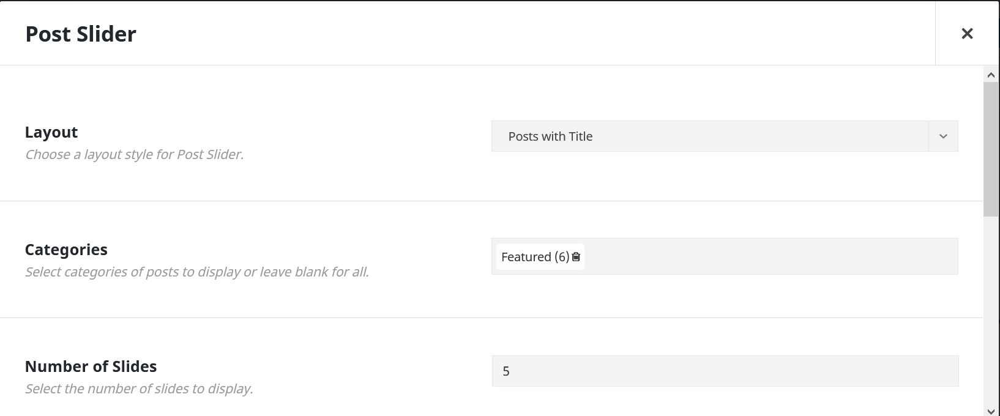 Post Slider
Layout
Choose a layout style for Post Slider.
Posts with Title
Categories
Select categories of posts to display or leave blank for all.
Featured (6)
Number of Slides
Select the number of slides to display.
5